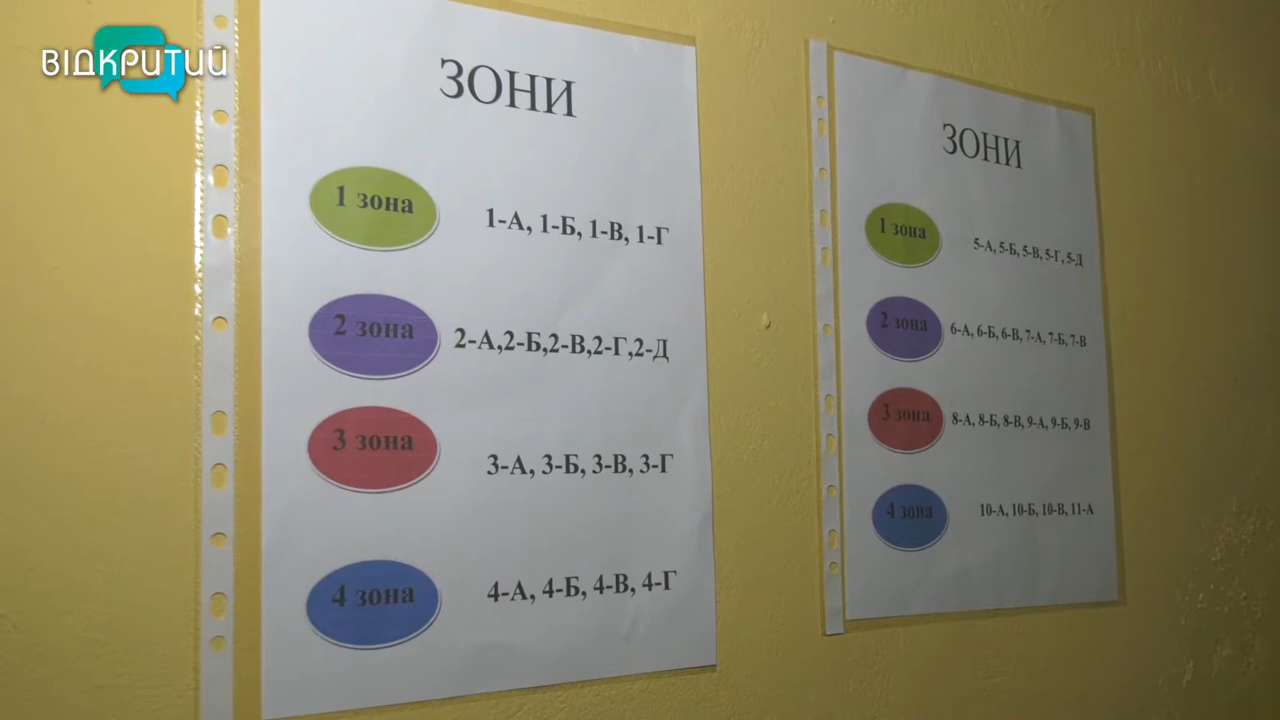 ВІДКРИТИЙ
ЗОНИ
1 зона
1-А, 1-Б, 1-В, 1-Г
2 зона
2-А,2-Б,2-В,2-Г,2-Д
3 зона
3-А, 3-Б, 3-В, 3-Г
4 зона
4-А, 4-Б, 4-В, 4-Г
ЗОНИ
1 зона
5-А, 5-Б, 5-В, 5-Г, 5-Д
2 зона
6-А, 6-Б, 6-В, 7-А, 7-Б, 7-В
3 зона
8-А, 8-Б, 8-В, 9-А, 9-Б, 9-В
4 зона
10-А, 10-Б, 10-В, 11-А